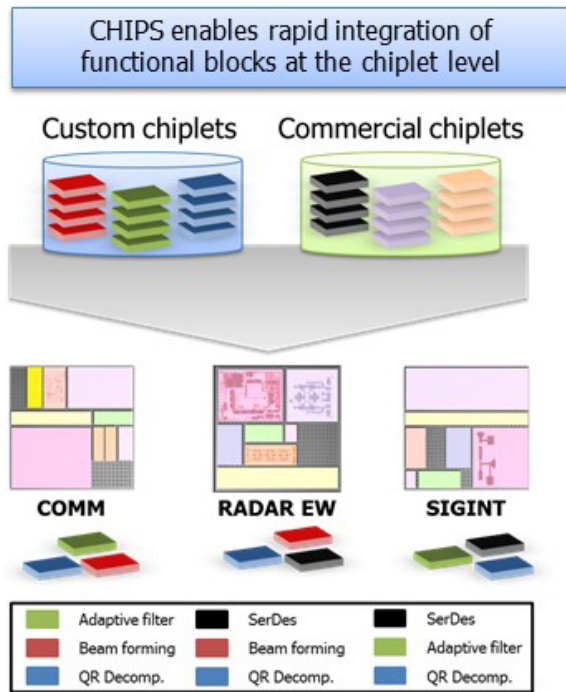 CHIPS enables rapid integration of
functional blocks at the chiplet level
Custom chiplets
Commercial chiplets
COMM
RADAR EW
SIGINT
Adaptive filter
Beam forming
QR Decomp.
SerDes
Beam forming
QR Decomp.
SerDes
Adaptive filter
QR Decomp.